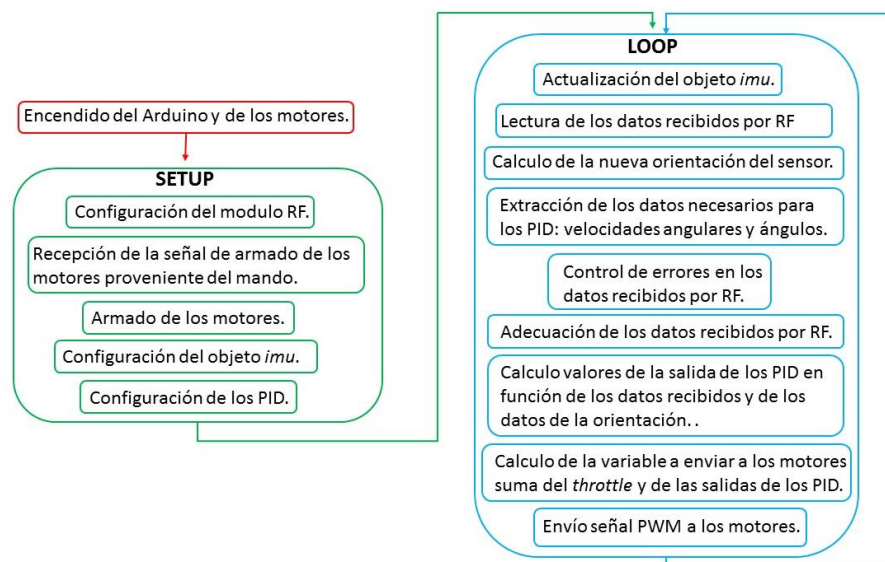 Encendido del Arduino y de los motores.
SETUP
Configuración del modulo RF.
Recepción de la señal de armado de los
motores proveniente del mando.
Armado de los motores.
Configuración del objeto imu.
Configuración de los PID.
LOOP
Actualización del objeto imu.
Lectura de los datos recibidos por RF
Calculo de la nueva orientación del sensor.
Extracción de los datos necesarios para
los PID: velocidades angulares y ángulos.
Control de errores en los
datos recibidos por RF.
Adecuación de los datos recibidos por RF.
Calculo valores de la salida de los PID en
función de los datos recibidos y de los
datos de la orientación. .
Calculo de la variable a enviar a los motores
suma del throttle y de las salidas de los PID.
Envío señal PWM a los motores.